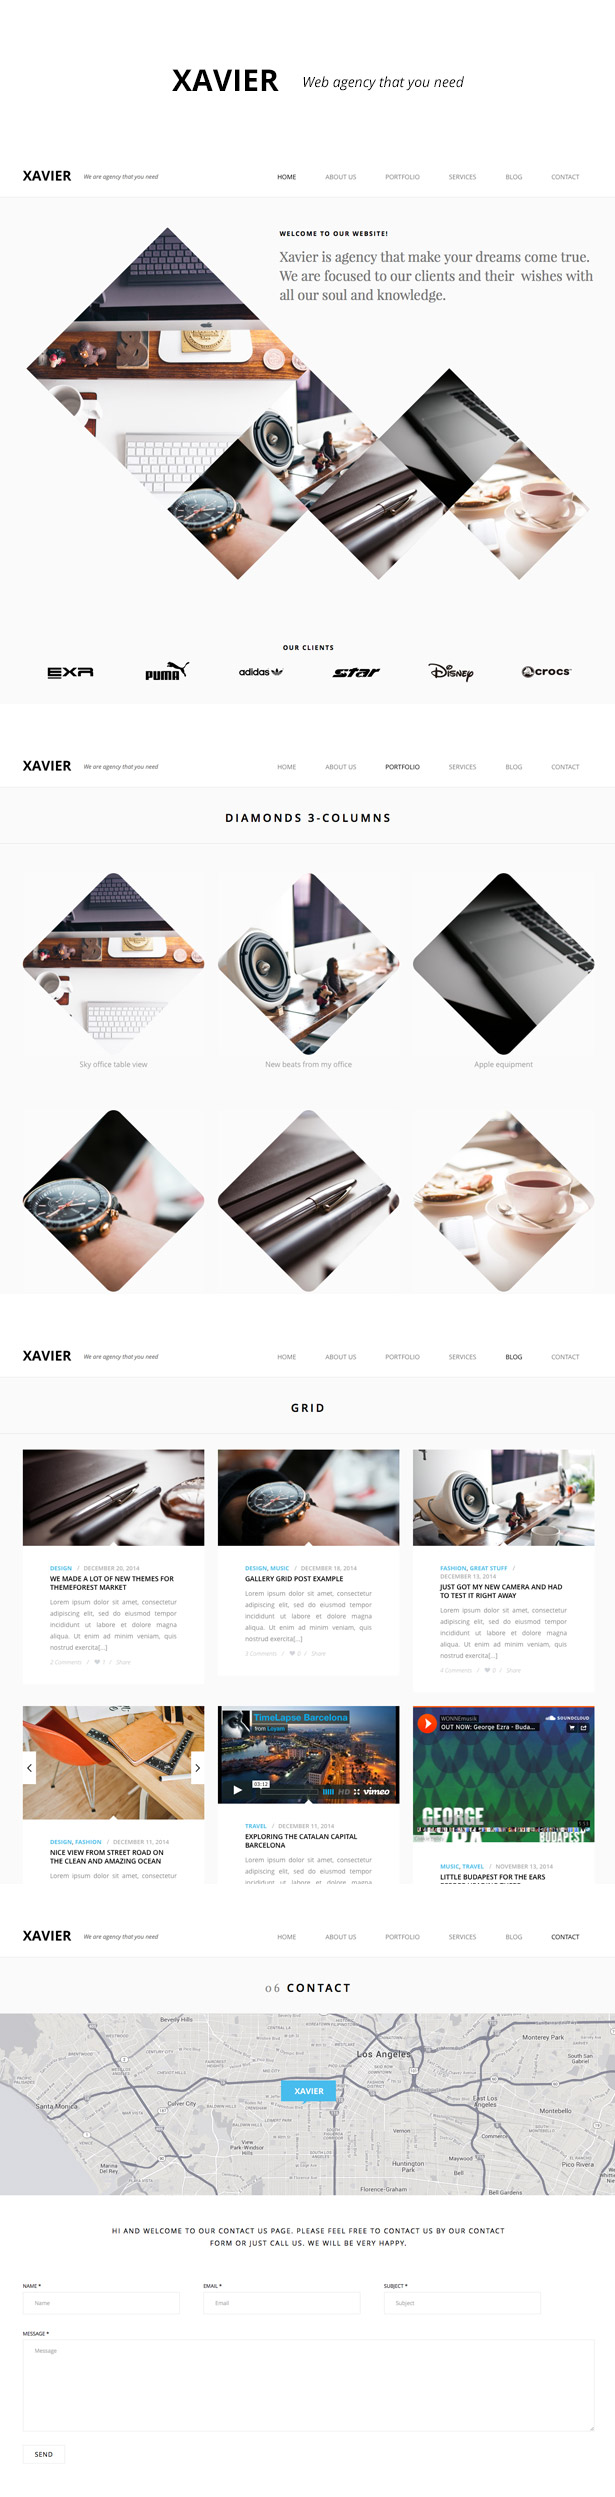 XAVIER Web agency that you need
XAVIER We are agency that you need HOME ABOUT US PORTFOLIO SERVICES BLOG CONTACT
WELCOME TO OUR WEBSITE!
Xavier is agency that make your dreams come true.
We are focused to our clients and their wishes with
all our soul and knowledge.
OUR CLIENTS
EXR PUMA adidas Star Disney crocs
XAVIER We are agency that you need HOME ABOUT US PORTFOLIO SERVICES BLOG CONTACT
DIAMONDS 3-COLUMNS
Sky office table view New beats from my office Apple equipment
XAVIER We are agency that you need HOME ABOUT US PORTFOLIO SERVICES BLOG CONTACT
GRID
DESIGN / DECEMBER 20, 2014
WE MADE A LOT OF NEW THEMES FOR
THEMEFOREST MARKET
Lorem ipsum dolor sit amet, consectetur
adipiscing elit, sed do eiusmod tempor
incididunt ut labore et dolore magna
aliqua. Ut enim ad minim veniam, quis
nostrud exercita[...]
2 Comments / 1 / Share
DESIGN, MUSIC / DECEMBER 18, 2014
GALLERY GRID POST EXAMPLE
Lorem ipsum dolor sit amet, consectetur
adipiscing elit, sed do eiusmod tempor
incididunt ut labore et dolore magna
aliqua. Ut enim ad minim veniam, quis
nostrud exercita[...]
3 Comments / 0 / Share
FASHION, GREAT STUFF /
DECEMBER 13, 2014
JUST GOT MY NEW CAMERA AND HAD
TO TEST IT RIGHT AWAY
Lorem ipsum dolor sit amet, consectetur
adipiscing elit, sed do eiusmod tempor
incididunt ut labore et dolore magna
aliqua. Ut enim ad minim veniam, quis
nostrud exercita[...]
4 Comments / 0 / Share
DESIGN, FASHION / DECEMBER 11, 2014
NICE VIEW FROM STREET ROAD ON
THE CLEAN AND AMAZING OCEAN
Lorem ipsum dolor sit amet, consectetur
TimeLapse Barcelona
from Loyam
03:12
HD vimeo
TRAVEL / DECEMBER 11, 2014
EXPLORING THE CATALAN CAPITAL
BARCELONA
Lorem ipsum dolor sit amet, consectetur
adipiscing elit, sed do eiusmod tempor
incididunt ut labore et dolore magna
WONNEmusik SOUNDCLOUD
OUT NOW: George Ezra - Buda...
GEORGE
EZRA BUDAPEST
MUSIC, TRAVEL / NOVEMBER 13, 2014
LITTLE BUDAPEST FOR THE EARS
XAVIER We are agency that you need HOME ABOUT US PORTFOLIO SERVICES BLOG CONTACT
06 CONTACT
Beverly Hills
Los Angeles
Monterey Park
South San
Gabriel
XAVIER
Santa Monica
Culver City
East Los
Angeles
Montebello
Vernon
Commerce
View
Park-Windsor
Hills
Marina
Del Rey
Huntington
Park
Maywood
Bell
Pico Rivera
Florence-Graham
Bell Gardens
HI AND WELCOME TO OUR CONTACT US PAGE. PLEASE FEEL FREE TO CONTACT US BY OUR CONTACT
FORM OR JUST CALL US. WE WILL BE VERY HAPPY.
NAME * EMAIL * SUBJECT *
Name Email Subject
MESSAGE *
Message
SEND